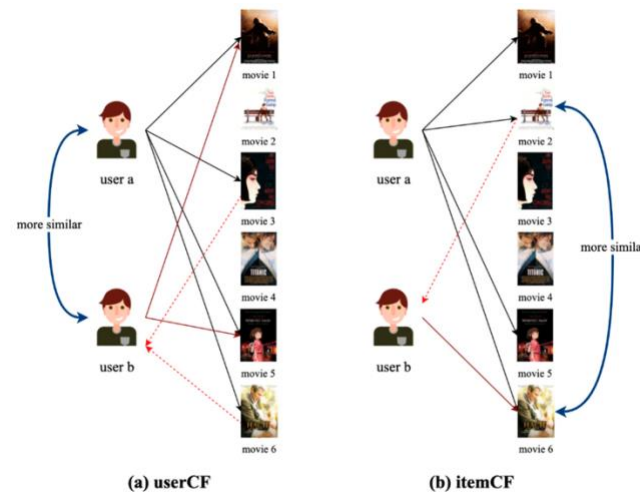 movie 1
movie 2
user a
movie 3
more similar
movie 4
user b
movie 5
movie 6
(a) userCF
movie 1
movie 2
user a
movie 3
more similar
movie 4
user b
movie 5
movie 6
(b) itemCF